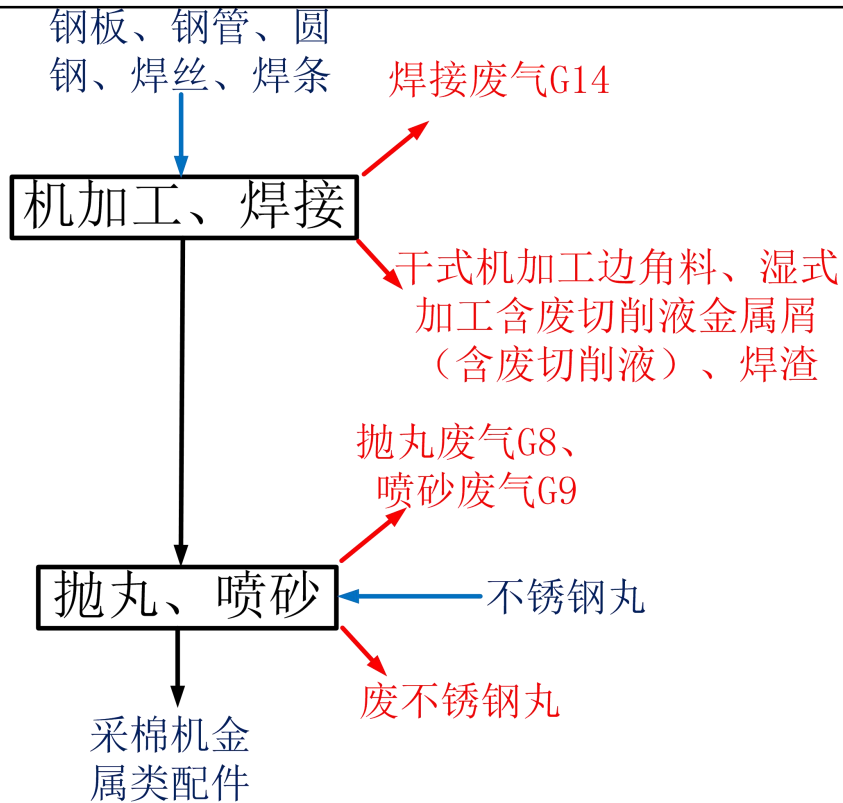 钢板、钢管、圆
钢、焊丝、焊条
焊接废气G14
机加工、焊接
干式机加工边角料、湿式
加工含废切削液金属屑
（含废切削液）、焊渣
抛丸废气G8、
喷砂废气G9
抛丸、喷砂
不锈钢丸
废不锈钢丸
采棉机金
属类配件